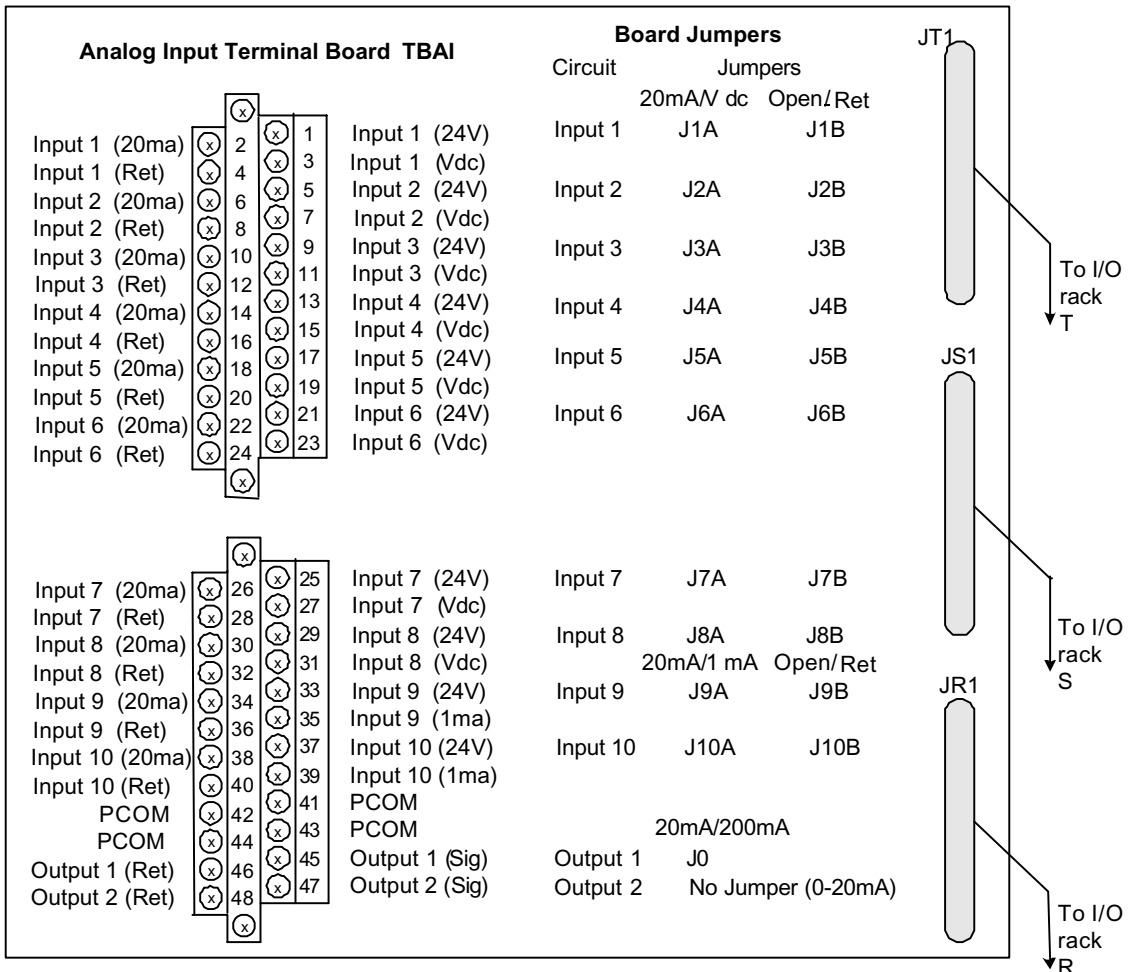 Analog Input Terminal Board TBAI
Board Jumpers
JT1
Circuit Jumpers
20mA/V dc Open/ Ret
x
Input 1 (20ma) x 2 x 1 Input 1 (24V) Input 1 J1A J1B
Input 1 (Ret) x 4 x 3 Input 1 (Vdc)
Input 2 (20ma) x 6 x 5 Input 2 (24V) Input 2 J2A J2B
Input 2 (Ret) x 8 x 7 Input 2 (Vdc)
Input 3 (20ma) x 10 x 9 Input 3 (24V) Input 3 J3A J3B
Input 3 (Ret) x 12 x 11 Input 3 (Vdc)
Input 4 (20ma) x 14 x 13 Input 4 (24V) Input 4 J4A J4B
Input 4 (Ret) x 16 x 15 Input 4 (Vdc)
Input 5 (20ma) x 18 x 17 Input 5 (24V) Input 5 J5A J5B
Input 5 (Ret) x 20 x 19 Input 5 (Vdc)
Input 6 (20ma) x 22 x 21 Input 6 (24V) Input 6 J6A J6B
Input 6 (Ret) x 24 x 23 Input 6 (Vdc)
x
To I/O
rack
T
JS1
x
Input 7 (20ma) x 26 x 25 Input 7 (24V) Input 7 J7A J7B
Input 7 (Ret) x 28 x 27 Input 7 (Vdc)
Input 8 (20ma) x 30 x 29 Input 8 (24V) Input 8 J8A J8B
Input 8 (Ret) x 32 x 31 Input 8 (Vdc) 20mA/1 mA Open/ Ret
Input 9 (20ma) x 34 x 33 Input 9 (24V) Input 9 J9A J9B
Input 9 (Ret) x 36 x 35 Input 9 (1ma)
Input 10 (20ma) x 38 x 37 Input 10 (24V) Input 10 J10A J10B
Input 10 (Ret) x 40 x 39 Input 10 (1ma)
PCOM x 42 x 41 PCOM
PCOM x 44 x 43 PCOM 20mA/200mA
Output 1 (Ret) x 46 x 45 Output 1 (Sig) Output 1 J0
Output 2 (Ret) x 48 x 47 Output 2 (Sig) Output 2 No Jumper (0-20mA)
x
To I/O
rack
S
JR1
To I/O
rack
R